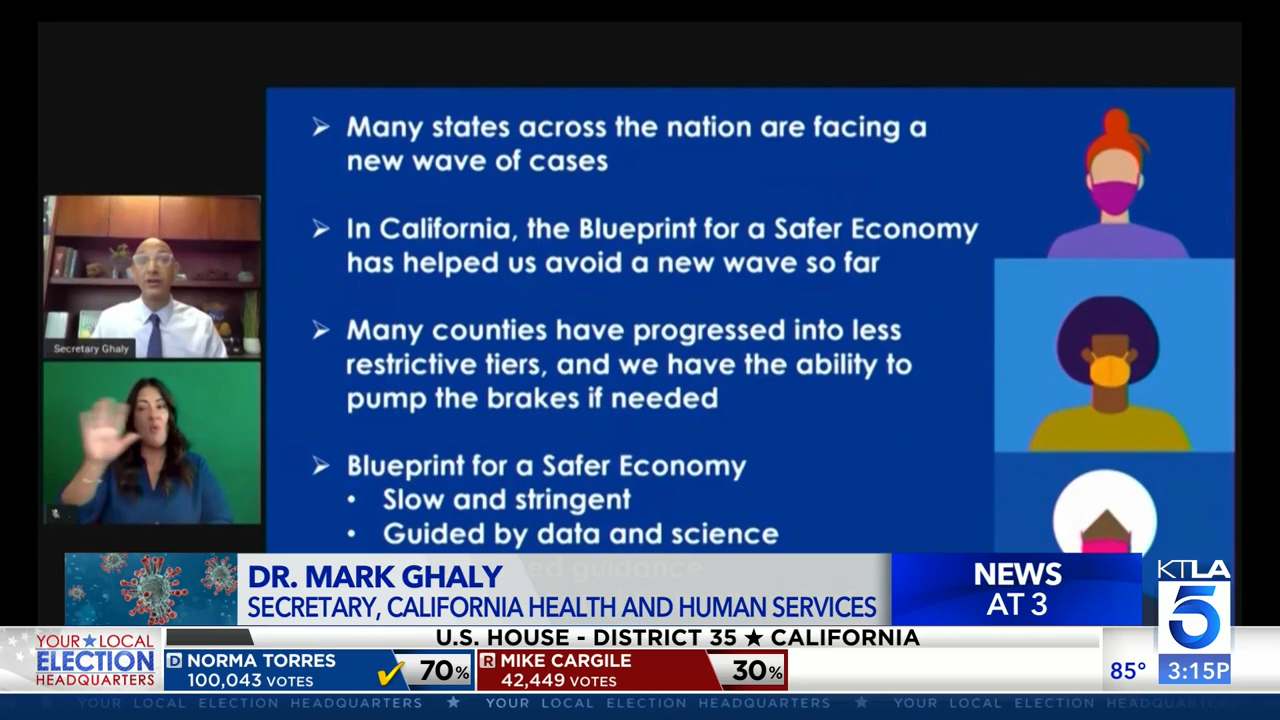 Many states across the nation are facing a
new wave of cases
In California, the Blueprint for a Safer Economy
has helped us avoid a new wave so far
Many counties have progressed into less
restrictive tiers, and we have the ability to
pump the brakes if needed
Blueprint for a Safer Economy
• Slow and stringent
• Guided by data and science
ed guidance
Secretary Ghaly
DR. MARK GHALY
SECRETARY, CALIFORNIA HEALTH AND HUMAN SERVICES
NEWS
AT 3
KTLA
5
YOUR★LOCAL
ELECTION
HEADQUARTERS
U.S. HOUSE - DISTRICT 35 ★ CALIFORNIA
D NORMA TORRES
100,043 VOTES
70%
R MIKE CARGILE
42,449 VOTES
30%
85°
3:15P
YOUR LOCAL ELECTION HEADQUARTERS ★ YOUR LOCAL ELECTION HEADQUARTERS ★ YOUR LOCAL ELECTION HEADQUARTERS